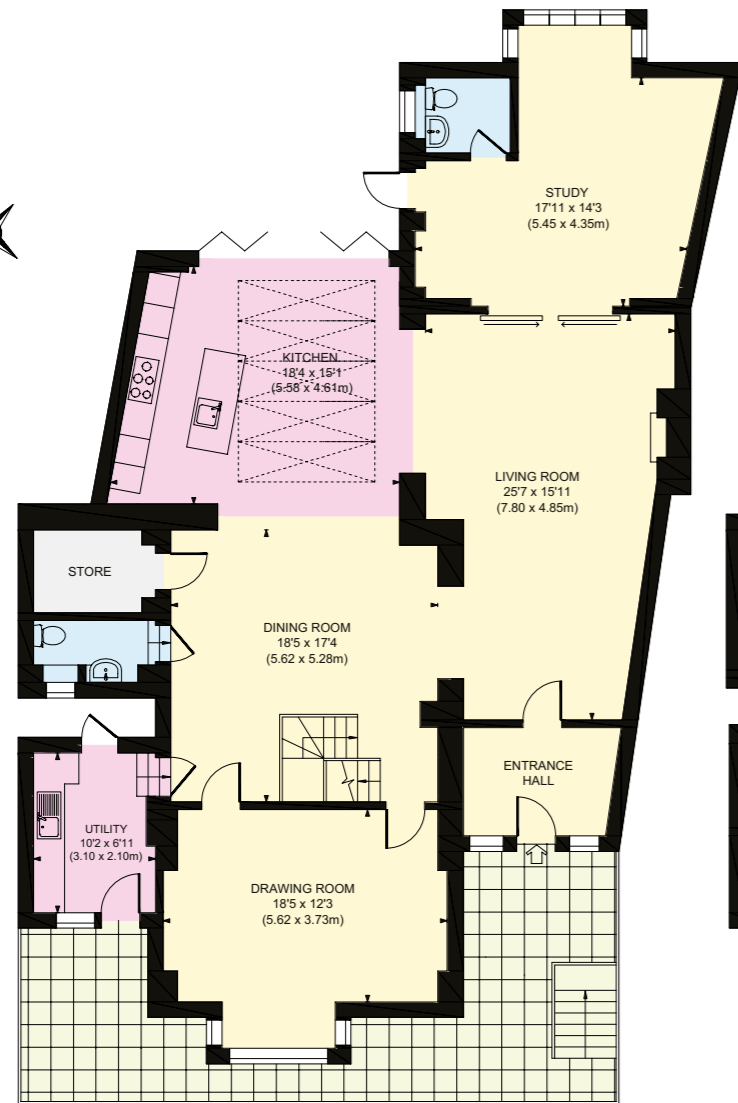 STUDY
17'11 x 14'3
(5.45 x 4.35m)
KITCHEN
18'4 x 15'1
(5.58 x 4.61m)
LIVING ROOM
25'7 x 15'11
(7.80 x 4.85m)
STORE
DINING ROOM
18'5 x 17'4
(5.62 x 5.28m)
ENTRANCE
HALL
UTILITY
10'2 x 6'11
(3.10 x 2.10m)
DRAWING ROOM
18'5 x 12'3
(5.62 x 3.73m)